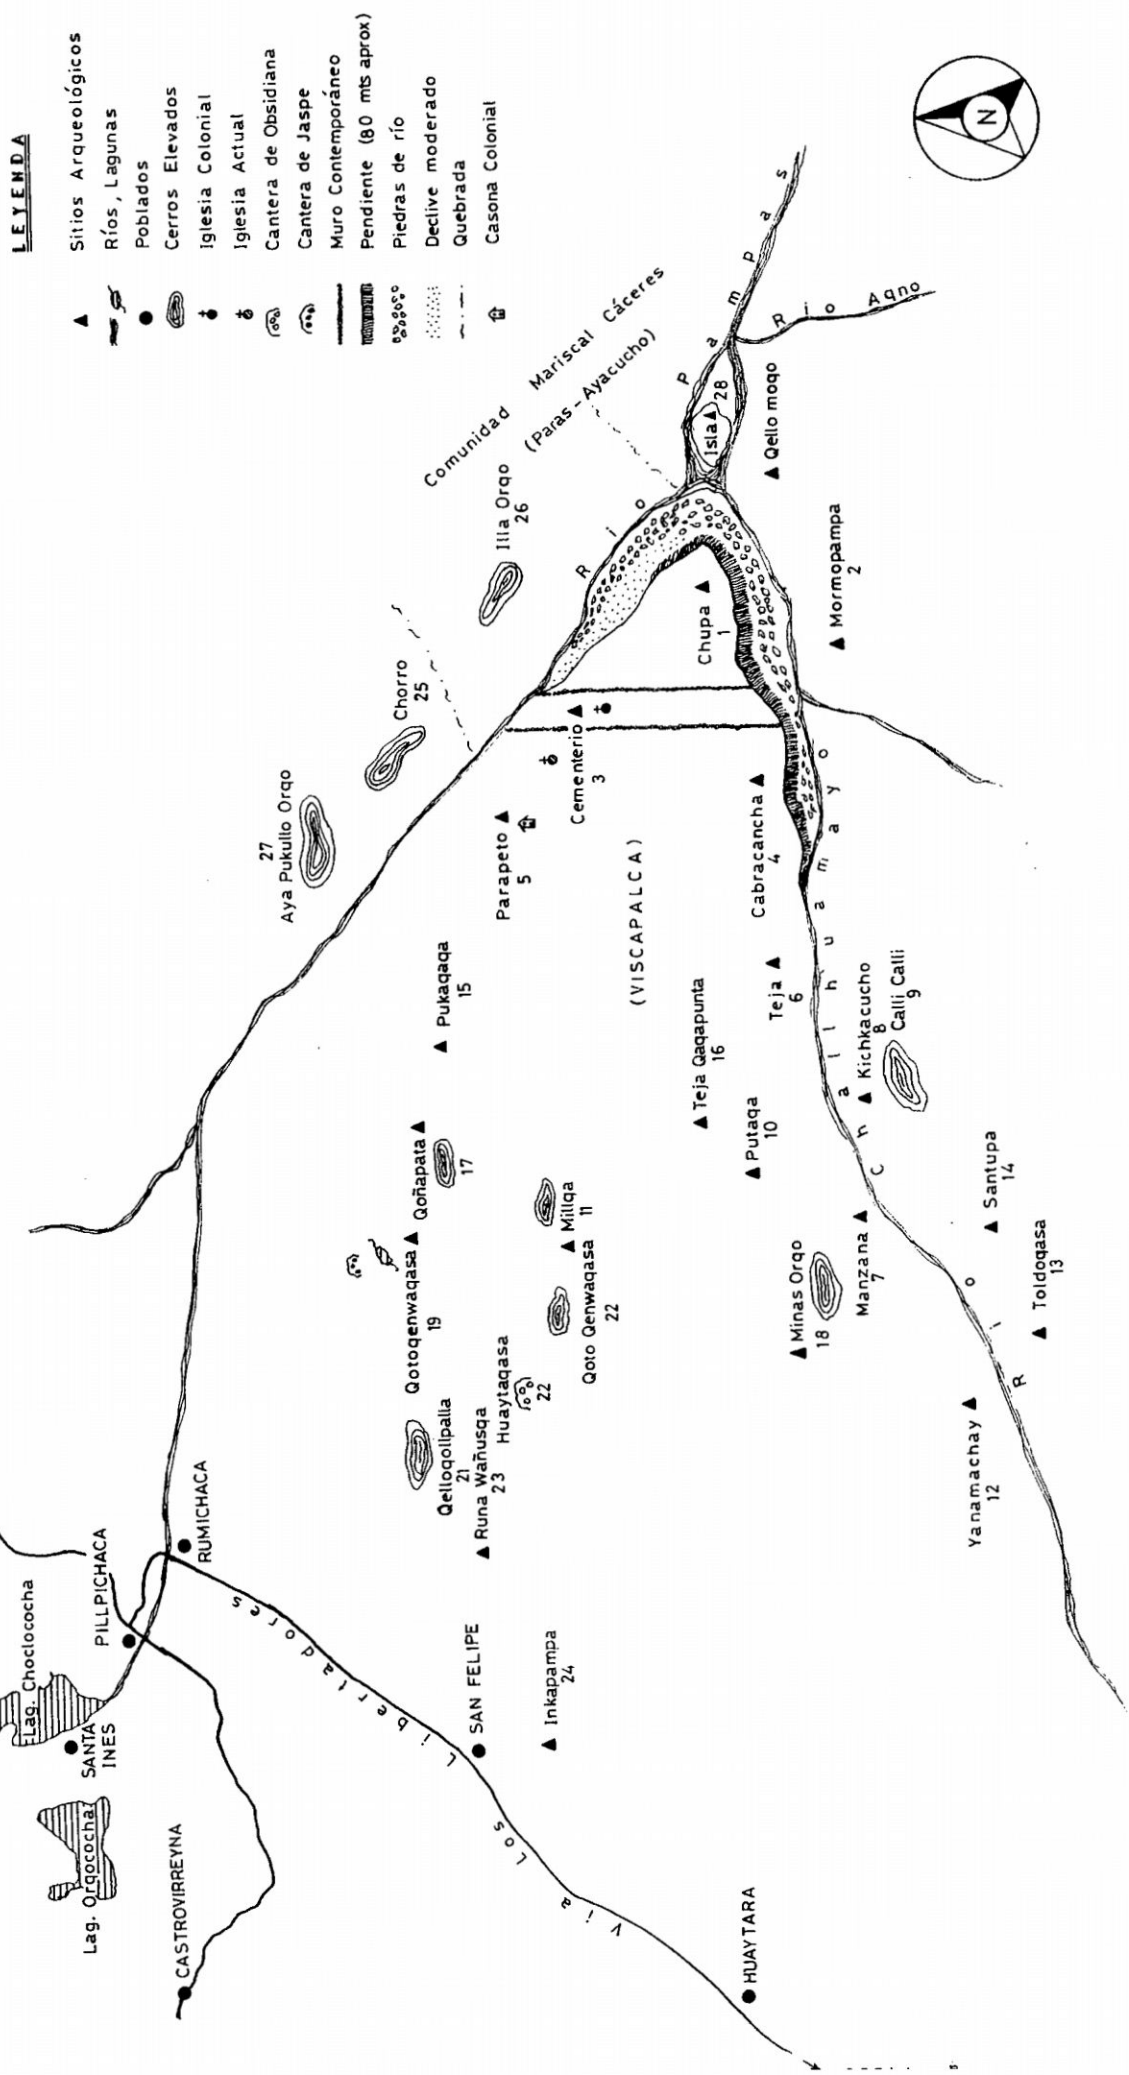 LEYENDA
Sitios Arqueológicos
Ríos, Lagunas
Poblados
Cerros Elevados
Iglesia Colonial
Iglesia Actual
Cantera de Obsidiana
Cantera de Jaspe
Muro Contemporáneo
Pendiente (80 mts aprox)
Piedras de río
Declive moderado
Quebrada
Casona Colonial
N
Lag. Choclococha
Lag. Orqococha
SANTA
INES
PILLPICHACA
RUMICHACA
CASTROVIRREYNA
SAN FELIPE
HUAYTARA
Vía Los Libertadores
Inkapampa
24
Runa Wañusqa
23
Qelloqollpalla
21
Huaytaqasa
22
Qotoqenwaqasa
19
Qoñapata
17
Qoto Qenwaqasa
22
Millqa
11
Pukaqaqa
15
27
Aya Pukullo Orqo
Chorro
25
Illa Orqo
26
Comunidad Mariscal Cáceres
(Paras-Ayacucho)
Río Pampas
Río Aqno
Isla
28
Qello moqo
Chupa
1
Mormopampa
2
Cementerio
3
Parapeto
5
Cabracancha
4
(VISCAPALCA)
Teja
6
Teja Qaqapunta
16
Putaqa
10
Kichkacucho
8
Calli Calli
9
Minas Orqo
18
Manzana
7
Santupa
14
Toldoqasa
13
Yanamachay
12
Río Challhuamayo